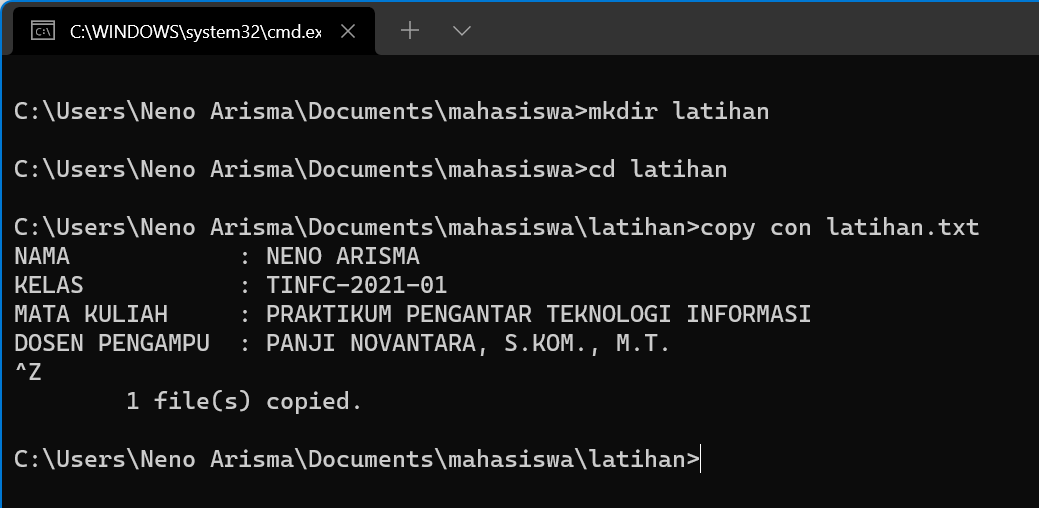 C:\WINDOWS\system32\cmd.ex
C:\Users\Neno Arisma\Documents\mahasiswa>mkdir latihan
C:\Users\Neno Arisma\Documents\mahasiswa>cd latihan
C:\Users\Neno Arisma\Documents\mahasiswa\latihan>copy con latihan.txt
NAMA            : NENO ARISMA
KELAS           : TINFC-2021-01
MATA KULIAH     : PRAKTIKUM PENGANTAR TEKNOLOGI INFORMASI
DOSEN PENGAMPU  : PANJI NOVANTARA, S.KOM., M.T.
^Z
        1 file(s) copied.
C:\Users\Neno Arisma\Documents\mahasiswa\latihan>